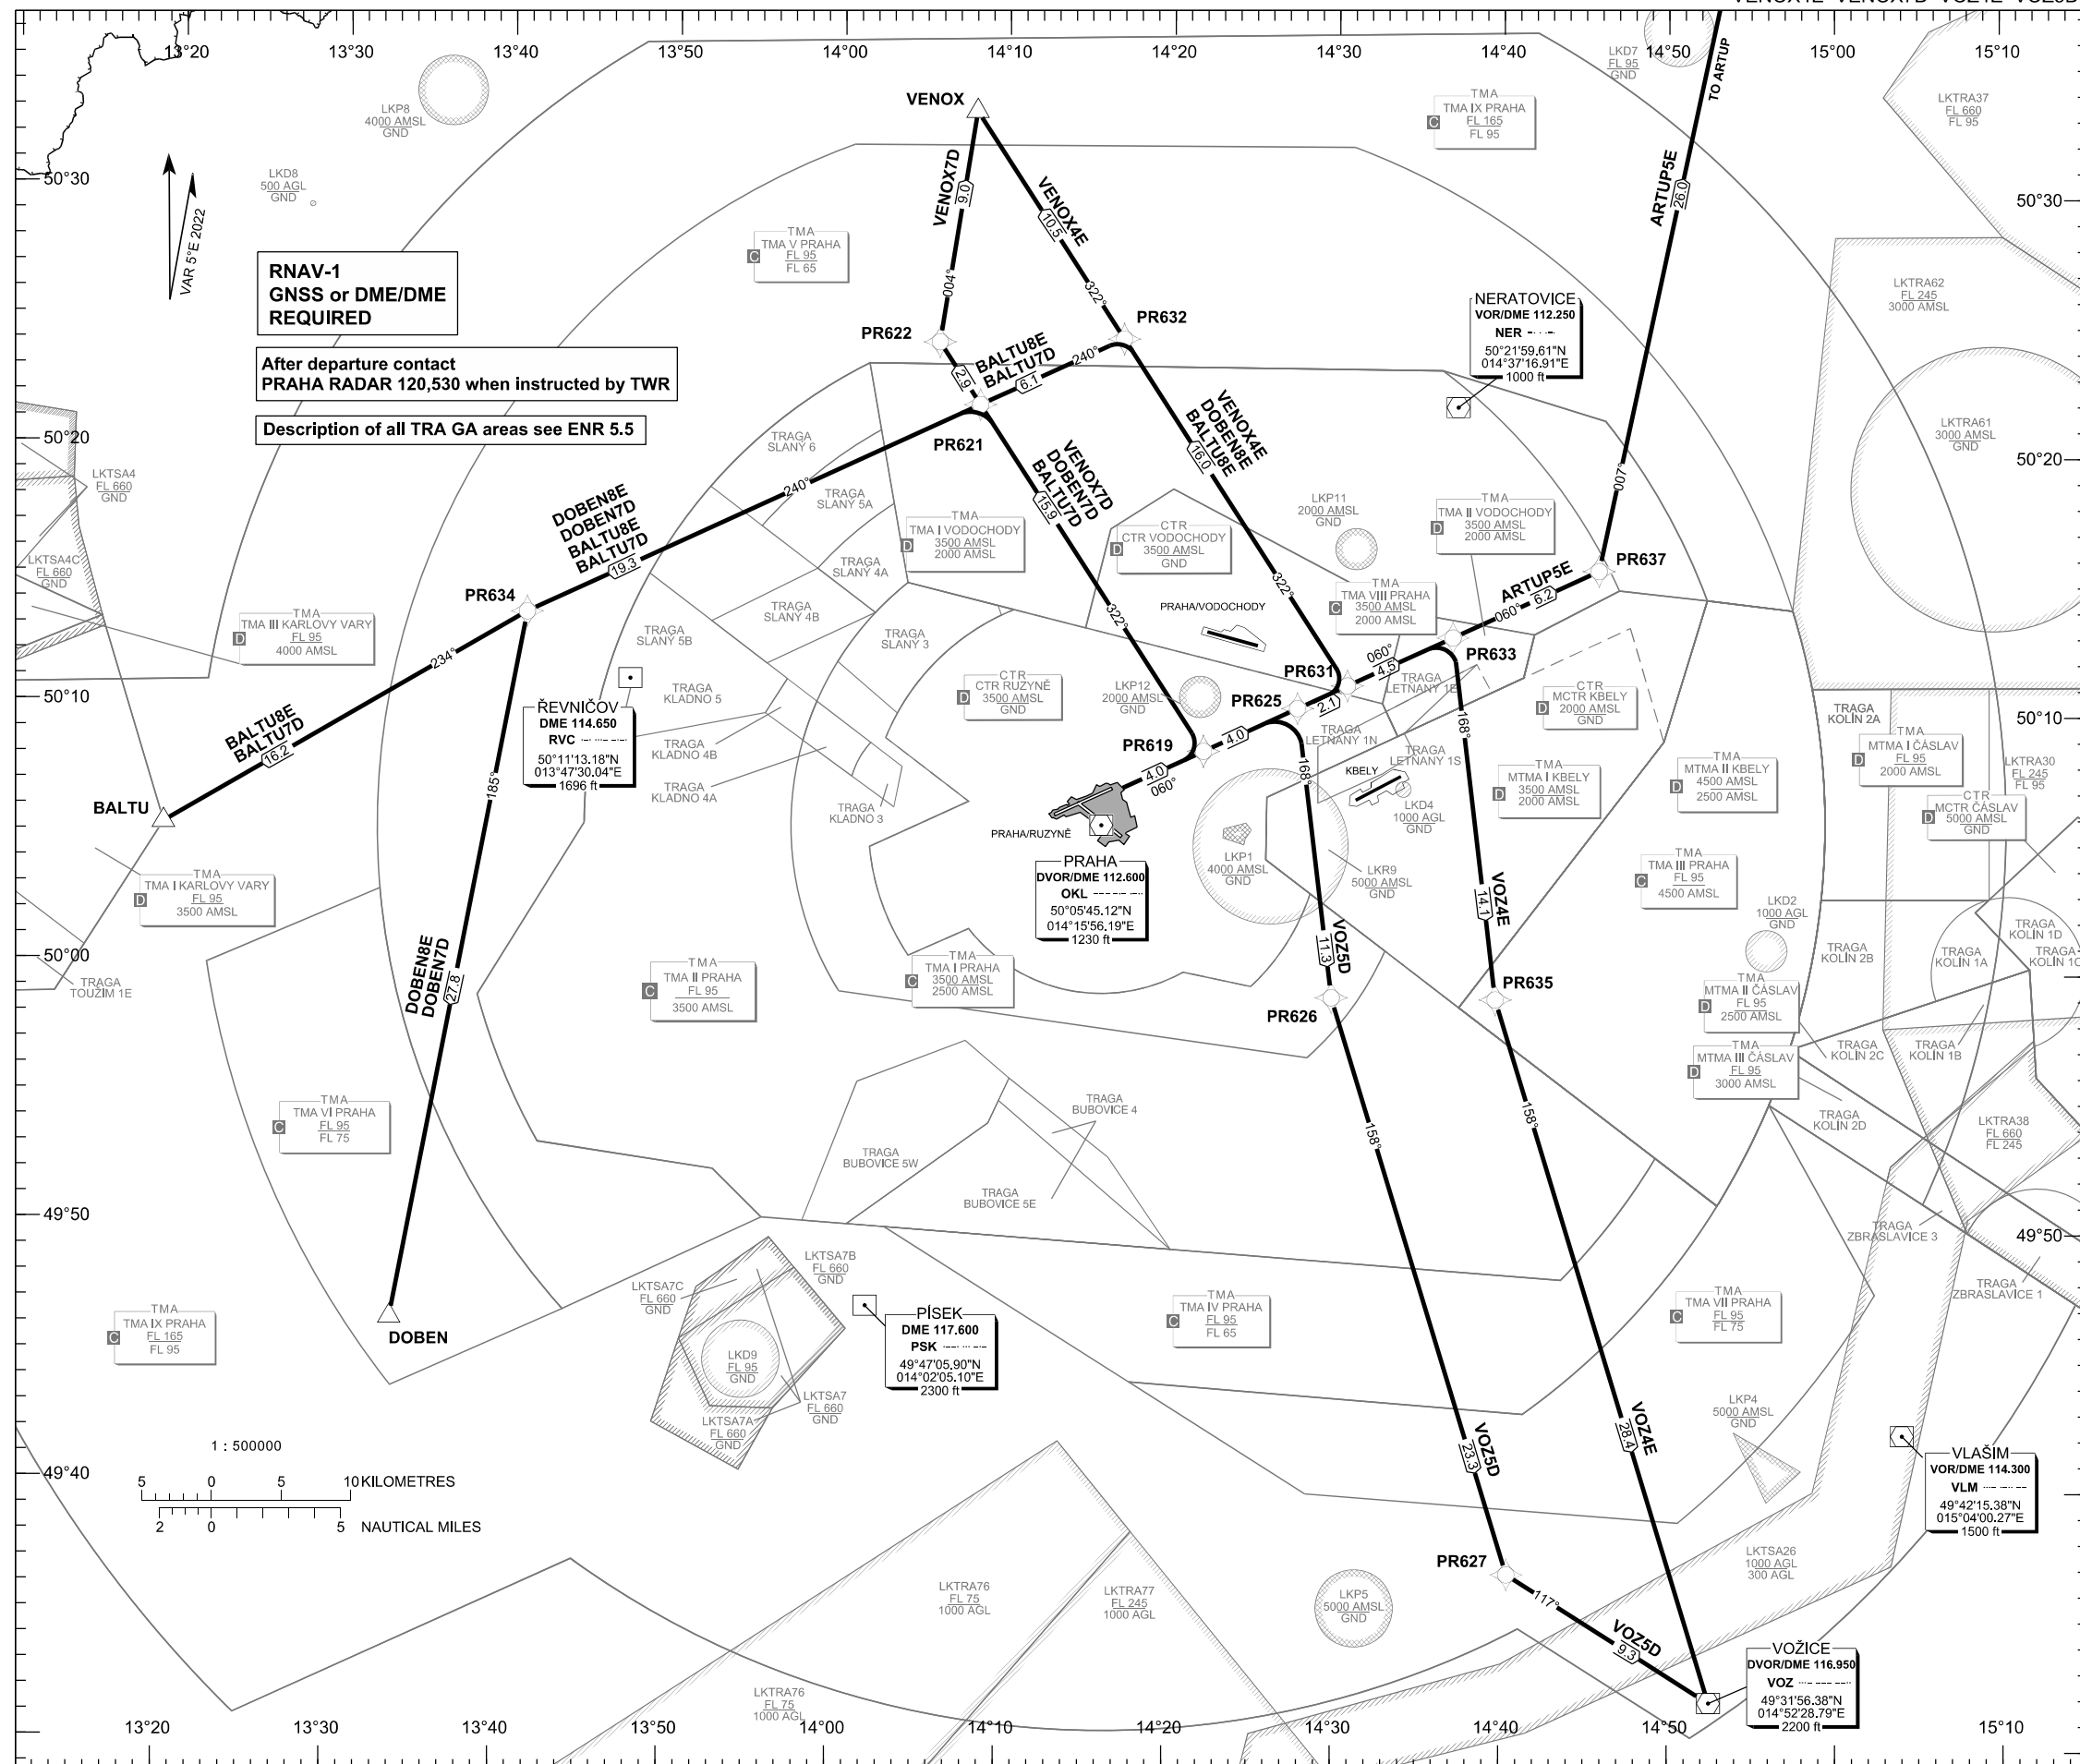 13°20
13°30
13°40
13°50
14°00
14°10
14°20
14°30
14°40
14°50
15°00
15°10
LKP8
4000 AMSL
GND
LKD8
500 AGL
GND
VENOX
TMA
TMA IX PRAHA
C
FL 165
FL 95
LKD7
FL 95
GND
TO ARTUP
LKTRA37
FL 660
FL 95
50°30
50°30
VAR 5°E 2022
RNAV-1
GNSS or DME/DME
REQUIRED
After departure contact
PRAHA RADAR 120,530 when instructed by TWR
Description of all TRA GA areas see ENR 5.5
TMA
TMA V PRAHA
C
FL 95
FL 65
VENOX7D
9.0
004°
VENOX4E
10.5
322°
ARTUP5E
26.0
007°
LKTRA62
FL 245
3000 AMSL
NERATOVICE
VOR/DME 112.250
NER
50°21'59.61"N
014°37'16.91"E
1000 ft
PR622
PR632
2.9
BALTU8E
BALTU7D
6.1
240°
PR621
50°20
50°20
LKTSA4
FL 660
GND
LKTSA4C
FL 660
GND
LKTRA61
3000 AMSL
GND
TRAGA
SLANÝ 6
TRAGA
SLANÝ 5A
240°
DOBEN8E
DOBEN7D
BALTU8E
BALTU7D
19.3
VENOX7D
DOBEN7D
BALTU7D
15.9
322°
VENOX4E
DOBEN8E
BALTU8E
16.0
322°
TMA
TMA I VODOCHODY
D
3500 AMSL
2000 AMSL
CTR
CTR VODOCHODY
D
3500 AMSL
GND
LKP11
2000 AMSL
GND
TMA
TMA II VODOCHODY
D
3500 AMSL
2000 AMSL
TRAGA
SLANÝ 4A
TRAGA
SLANÝ 4B
TRAGA
SLANÝ 5B
TRAGA
SLANÝ 3
PR634
PR637
TMA
TMA III KARLOVY VARY
D
FL 95
4000 AMSL
TMA
TMA VIII PRAHA
C
3500 AMSL
2000 AMSL
ARTUP5E
060°
6.2
PRAHA/VODOCHODY
234°
PR631
060°
4.5
PR633
TRAGA
LETŇANY 1E
50°10
50°10
TRAGA
KLADNO 5
CTR
CTR RUZYNĚ
D
3500 AMSL
GND
LKP12
2000 AMSL
GND
PR625
2.1
CTR
MCTR KBELY
D
2000 AMSL
GND
TRAGA
KOLÍN 2A
ŘEVNIČOV
DME 114.650
RVC
50°11'13.18"N
013°47'30.04"E
1696 ft
BALTU8E
BALTU7D
16.2
185°
TRAGA
KLADNO 4B
TRAGA
KLADNO 4A
TRAGA
KLADNO 3
PR619
4.0
4.0
060°
TRAGA
LETŇANY 1N
TRAGA
LETŇANY 1S
168°
168°
KBELY
LKD4
1000 AGL
GND
TMA
MTMA I KBELY
D
3500 AMSL
2000 AMSL
TMA
MTMA II KBELY
D
4500 AMSL
2500 AMSL
TMA
MTMA I ČÁSLAV
D
FL 95
2000 AMSL
LKTRA30
FL 245
FL 95
CTR
MCTR ČÁSLAV
D
5000 AMSL
GND
BALTU
PRAHA/RUZYNĚ
PRAHA
DVOR/DME 112.600
OKL
50°05'45.12"N
014°15'56.19"E
1230 ft
LKP1
4000 AMSL
GND
LKR9
5000 AMSL
GND
TMA
TMA III PRAHA
C
FL 95
4500 AMSL
TMA
TMA I KARLOVY VARY
D
FL 95
3500 AMSL
VOZ4E
14.1
VOZ5D
11.3
LKD2
1000 AGL
GND
TRAGA
KOLÍN 1D
TRAGA
KOLÍN 2B
TRAGA
KOLÍN 1A
TRAGA
KOLÍN 1C
50°00
TRAGA
TOUŽIM 1E
DOBEN8E
DOBEN7D
27.8
TMA
TMA II PRAHA
C
FL 95
3500 AMSL
TMA
TMA I PRAHA
C
3500 AMSL
2500 AMSL
PR626
PR635
TMA
MTMA II ČÁSLAV
D
FL 95
2500 AMSL
TMA
MTMA III ČÁSLAV
D
FL 95
3000 AMSL
TRAGA
KOLÍN 2C
TRAGA
KOLÍN 1B
TRAGA
KOLÍN 2D
LKTRA38
FL 660
FL 245
TMA
TMA VI PRAHA
C
FL 95
FL 75
TRAGA
BUBOVICE 4
TRAGA
BUBOVICE 5W
TRAGA
BUBOVICE 5E
158°
158°
49°50
49°50
TRAGA
ZBRASLAVICE 3
TRAGA
ZBRASLAVICE 1
LKTSA7B
FL 660
GND
LKTSA7C
FL 660
GND
TMA
TMA IX PRAHA
C
FL 165
FL 95
DOBEN
PÍSEK
DME 117.600
PSK
49°47'05.90"N
014°02'05.10"E
2300 ft
LKD9
FL 95
GND
LKTSA7
FL 660
GND
LKTSA7A
FL 660
GND
TMA
TMA IV PRAHA
C
FL 95
FL 65
TMA
TMA VII PRAHA
C
FL 95
FL 75
LKP4
5000 AMSL
GND
VOZ4E
28.4
VOZ5D
23.3
VLAŠIM
VOR/DME 114.300
VLM
49°42'15.38"N
015°04'00.27"E
1500 ft
1 : 500000
49°40
5 0 5 10 KILOMETRES
2 0 5 NAUTICAL MILES
PR627
117°
VOZ5D
9.3
LKTRA76
FL 75
1000 AGL
LKTRA77
FL 245
1000 AGL
LKP5
5000 AMSL
GND
LKTSA26
1000 AGL
300 AGL
VOŽICE
DVOR/DME 116.950
VOZ
49°31'56.38"N
014°52'28.79"E
2200 ft
LKTRA76
FL 75
1000 AGL
13°20
13°30
13°40
13°50
14°00
14°10
14°20
14°30
14°40
14°50
15°10